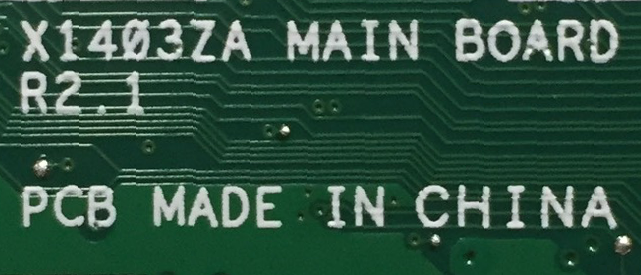 X1403ZA MAIN BOARD
R2.1
PCB MADE IN CHINA